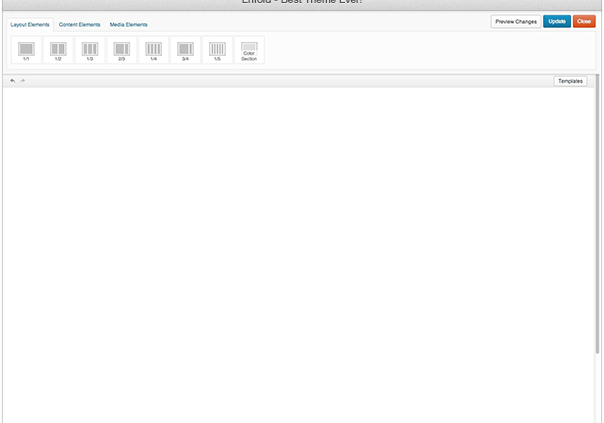 Enfold - Best Theme Ever!
Layout Elements Content Elements Media Elements Preview Changes Update Close
1/1 1/2 1/3 2/3 1/4 3/4 1/5 Color Section
Templates